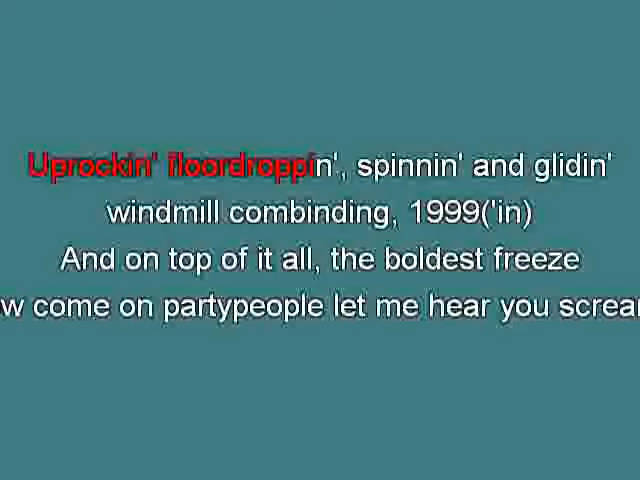 Uprockin' floordroppin', spinnin' and glidin'
windmill combinding, 1999('in)
And on top of it all, the boldest freeze
w come on partypeople let me hear you screa